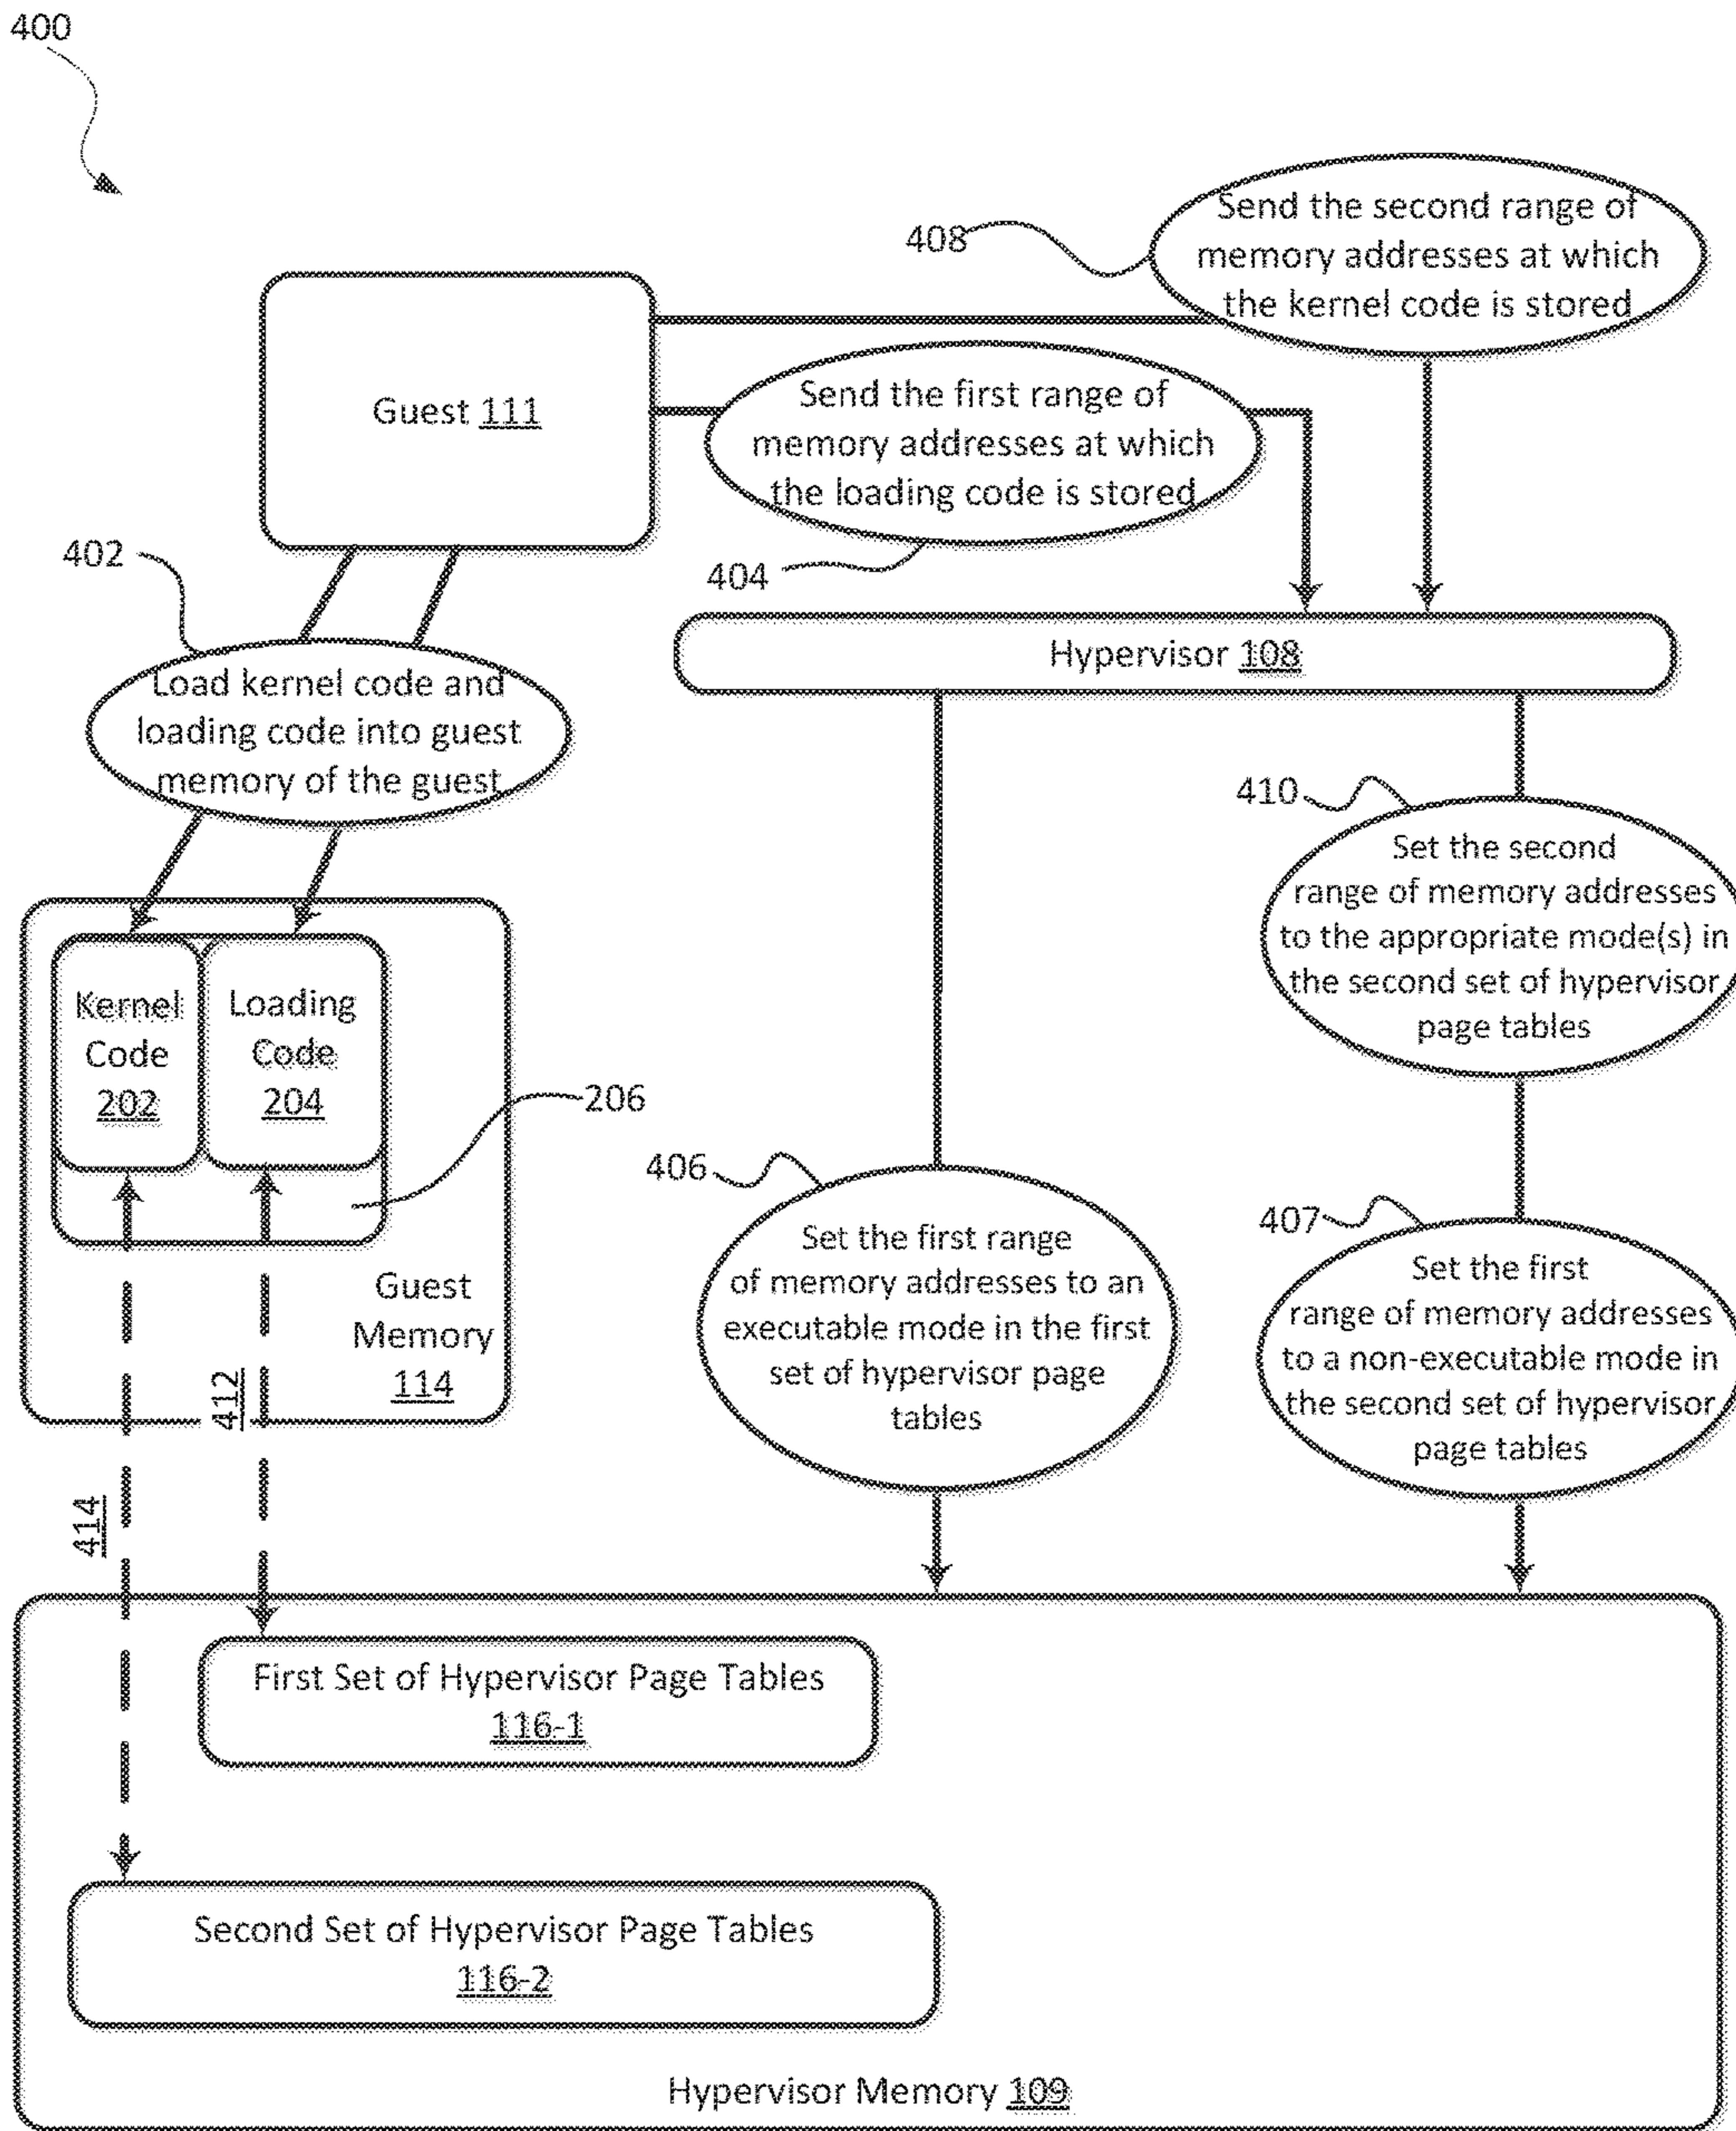 400
408
Send the second range of
memory addresses at which
the kernel code is stored
Guest 111
Send the first range of
memory addresses at which
the loading code is stored
404
402
Load kernel code and
loading code into guest
memory of the guest
Hypervisor 108
410
Set the second
range of memory addresses
to the appropriate mode(s) in
the second set of hypervisor
page tables
Kernel
Code
202
Loading
Code
204
206
Guest
Memory
114
406
Set the first range
of memory addresses to an
executable mode in the first
set of hypervisor page
tables
407
Set the first
range of memory addresses
to a non-executable mode in
the second set of hypervisor
page tables
412
414
First Set of Hypervisor Page Tables
116-1
Second Set of Hypervisor Page Tables
116-2
Hypervisor Memory 109